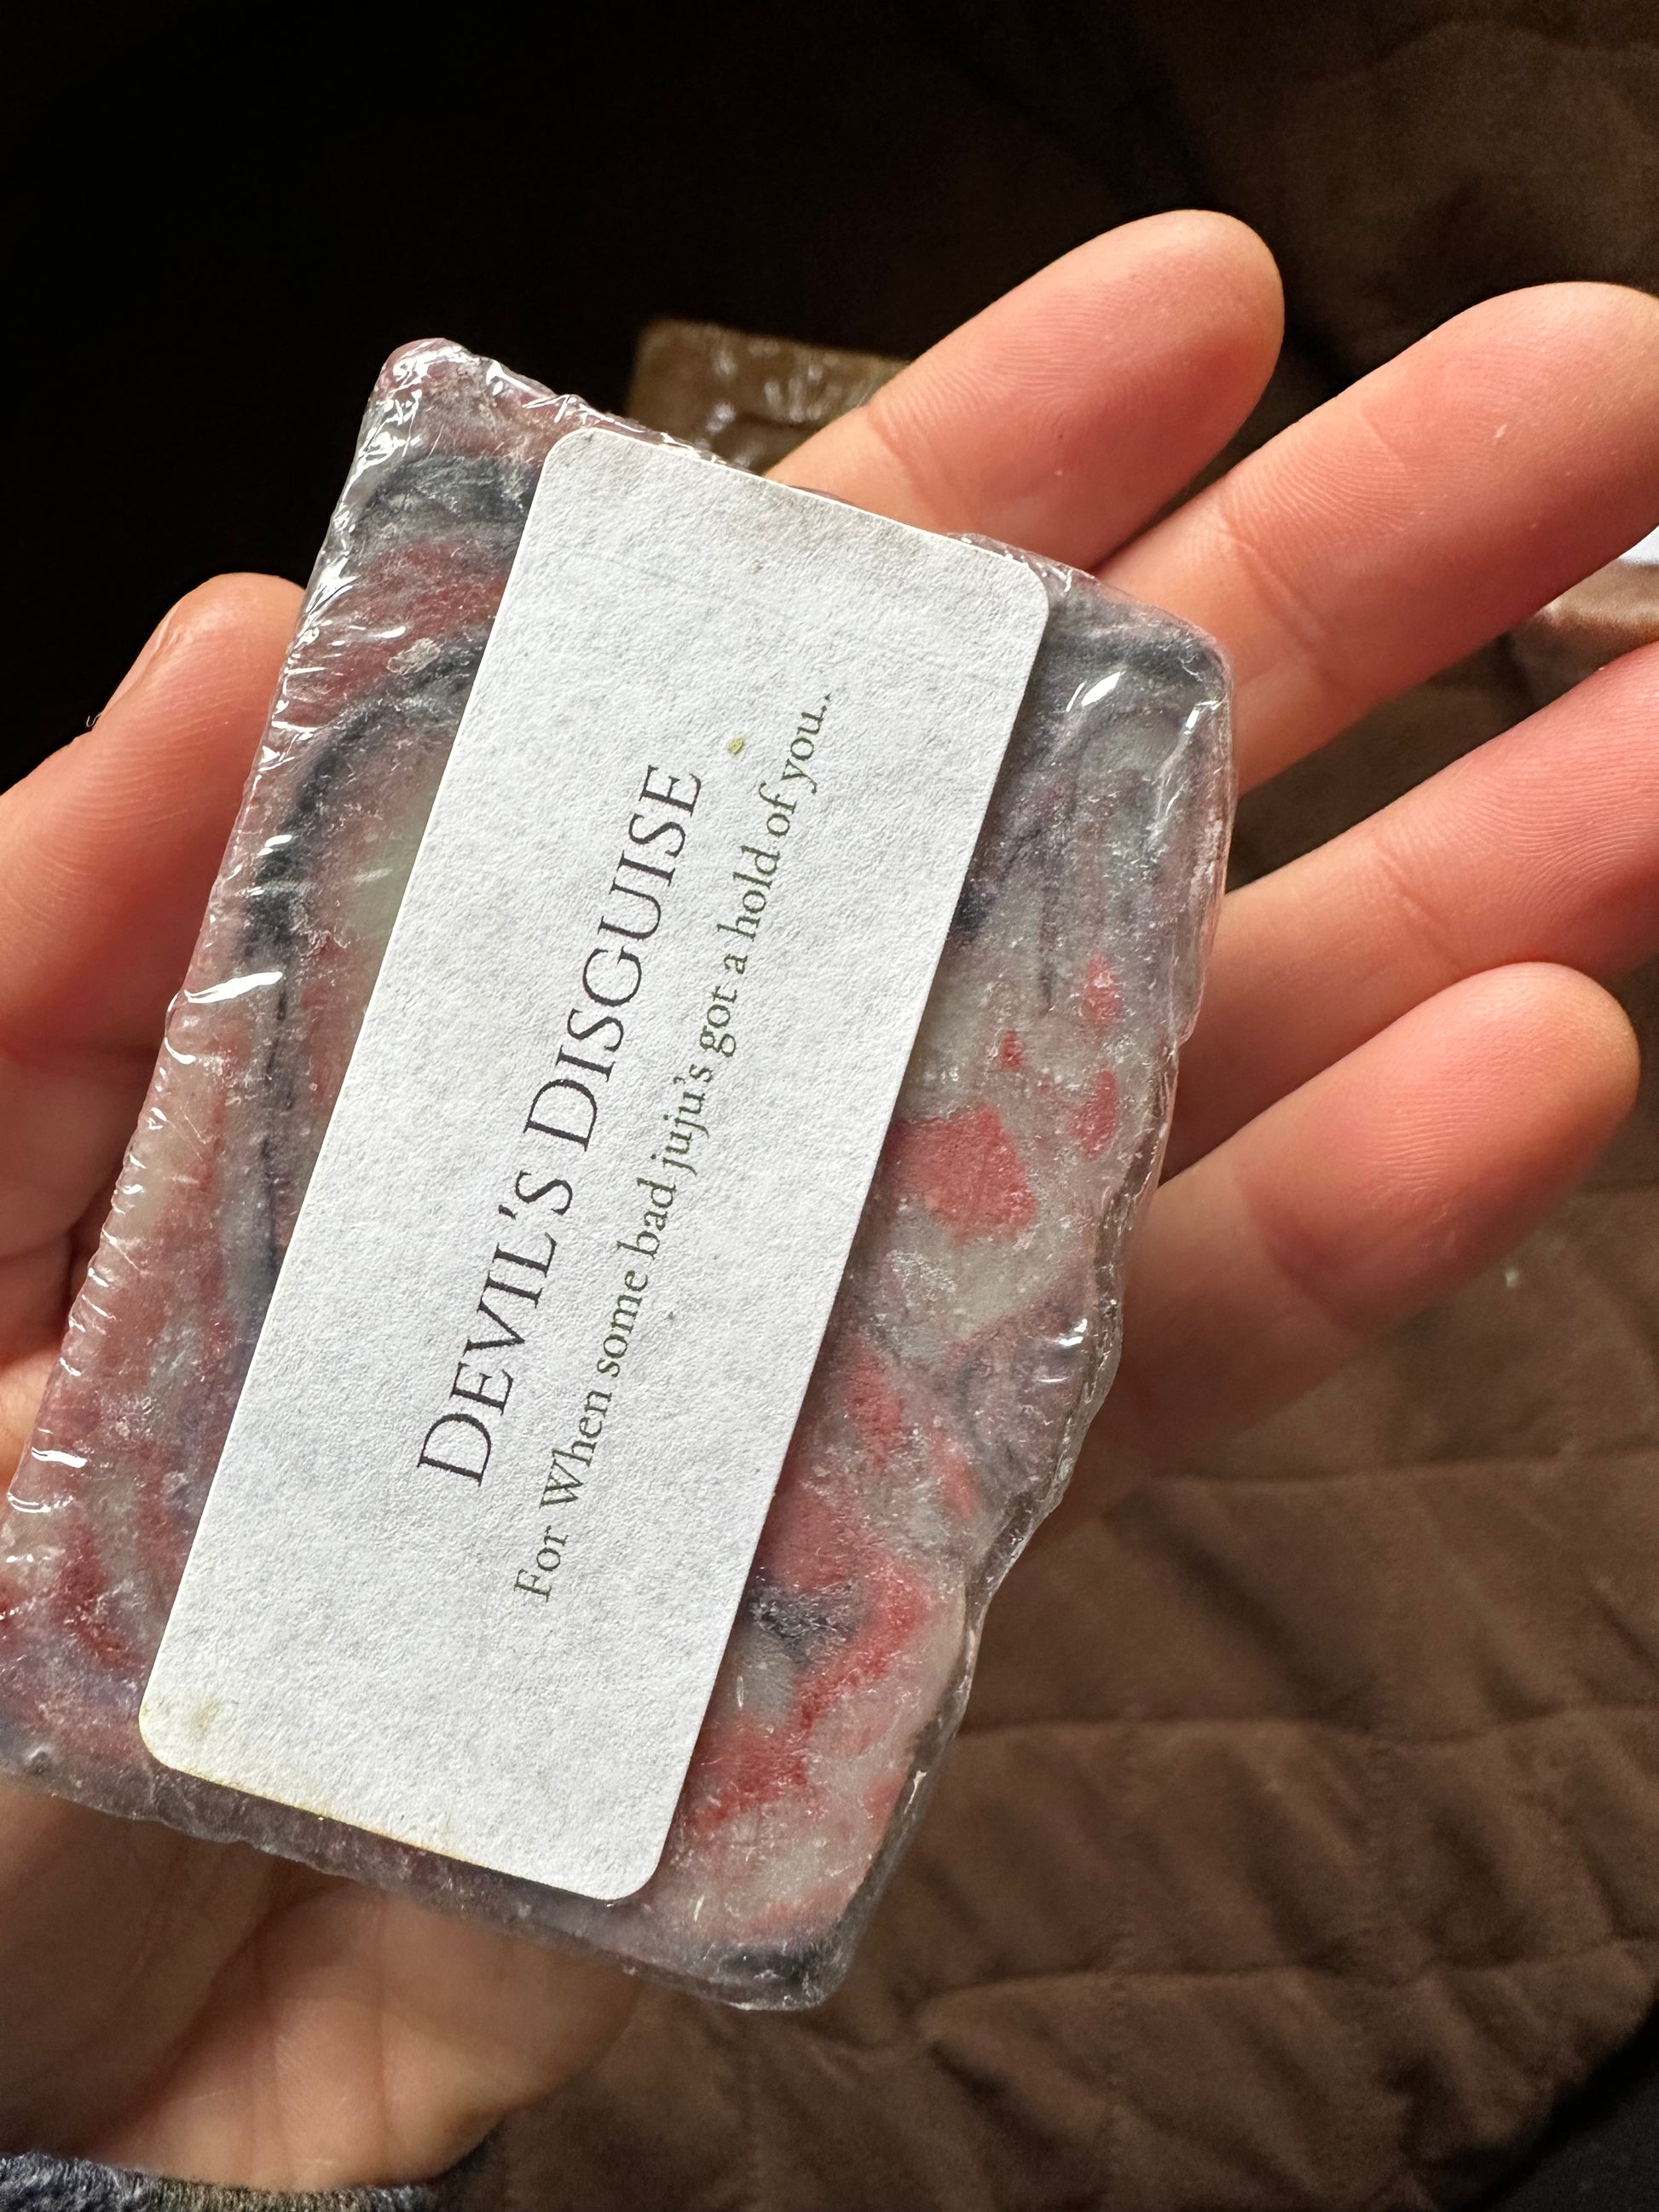 DEVIL'S DISGUISE
For When some bad juju's got a hold of you..